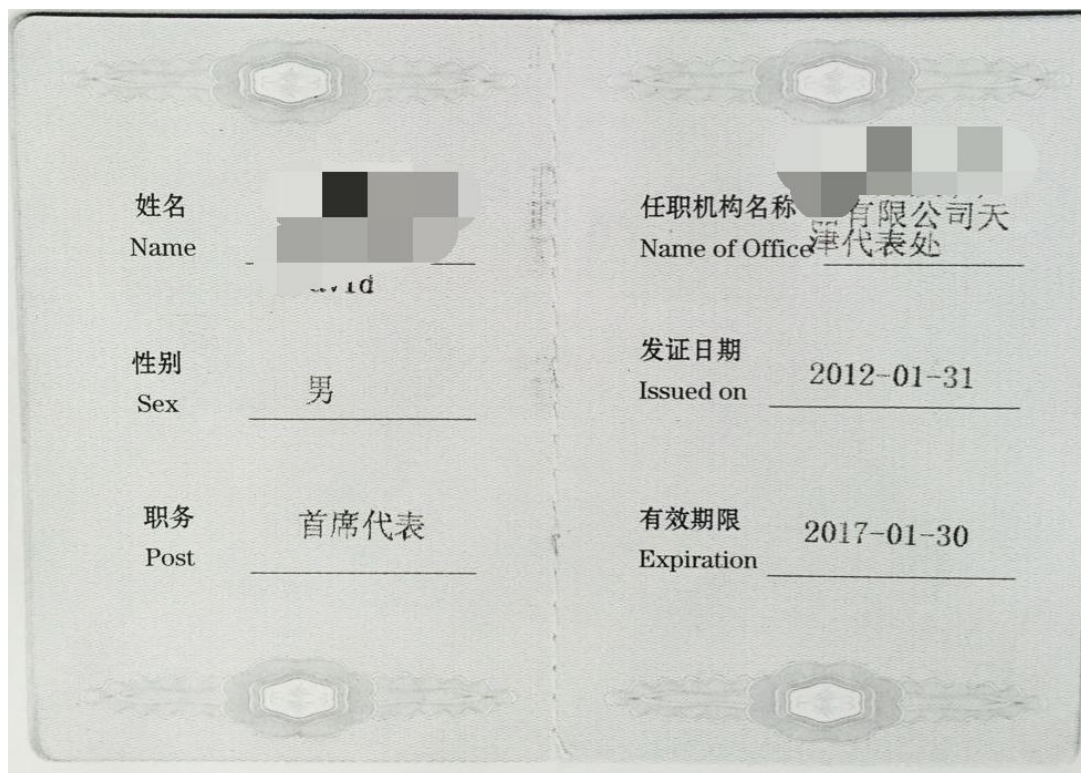 姓名
Name
性别
男
Sex
职务
首席代表
Post
任职机构名称
有限公司天
津代表处
Name of Office
发证日期
2012-01-31
Issued on
有效期限
2017-01-30
Expiration